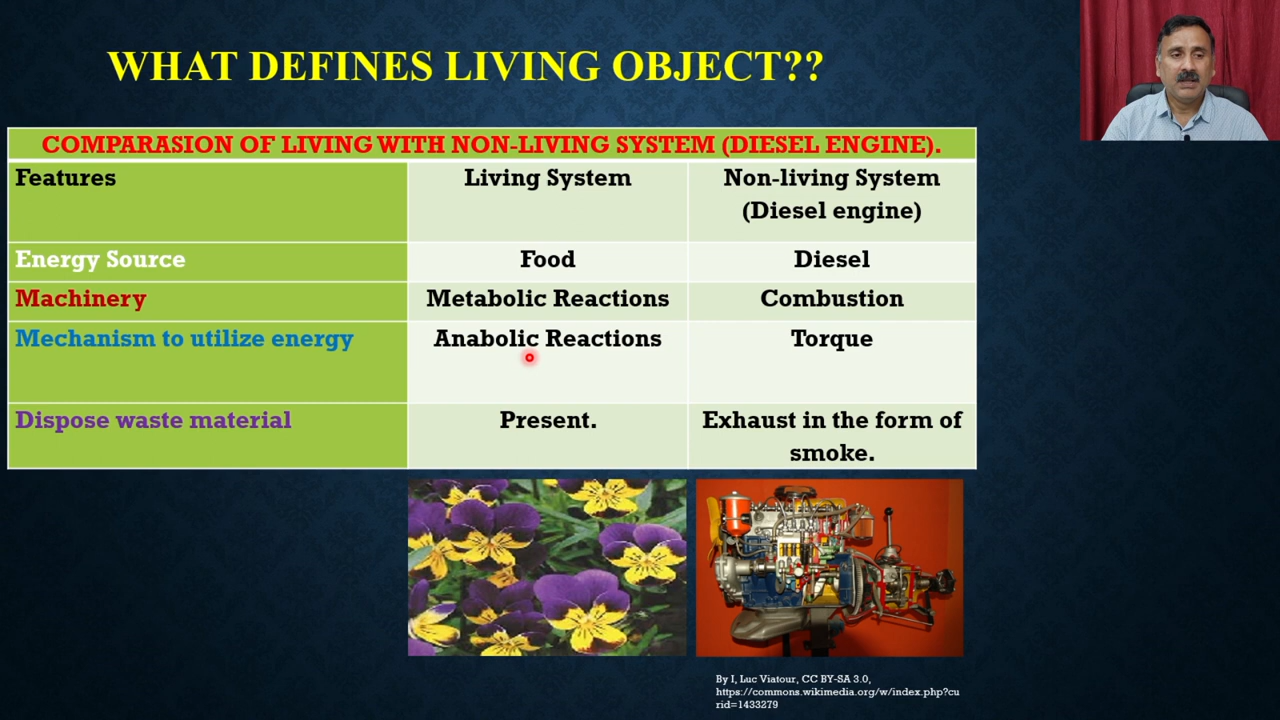 WHAT DEFINES LIVING OBJECT??
COMPARASION OF LIVING WITH NON-LIVING SYSTEM (DIESEL ENGINE).
Features
Living System
Non-living System
(Diesel engine)
Energy Source
Food
Diesel
Machinery
Metabolic Reactions
Combustion
Mechanism to utilize energy
Anabolic Reactions
Torque
Dispose waste material
Present.
Exhaust in the form of
smoke.
By I, Luc Viatour, CC BY-SA 3.0,
https://commons.wikimedia.org/w/index.php?cu
rid=1433279